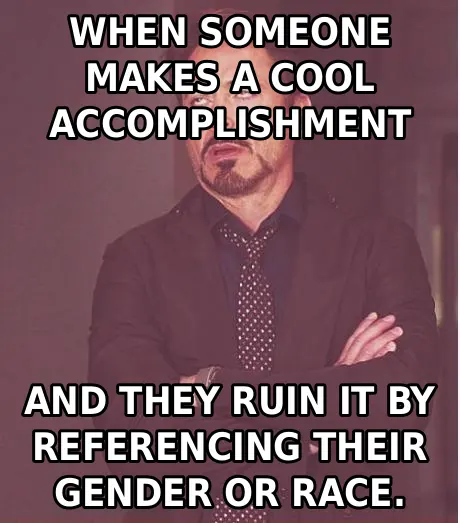 WHEN SOMEONE
MAKES A COOL
ACCOMPLISHMENT
AND THEY RUIN IT BY
REFERENCING THEIR
GENDER OR RACE.